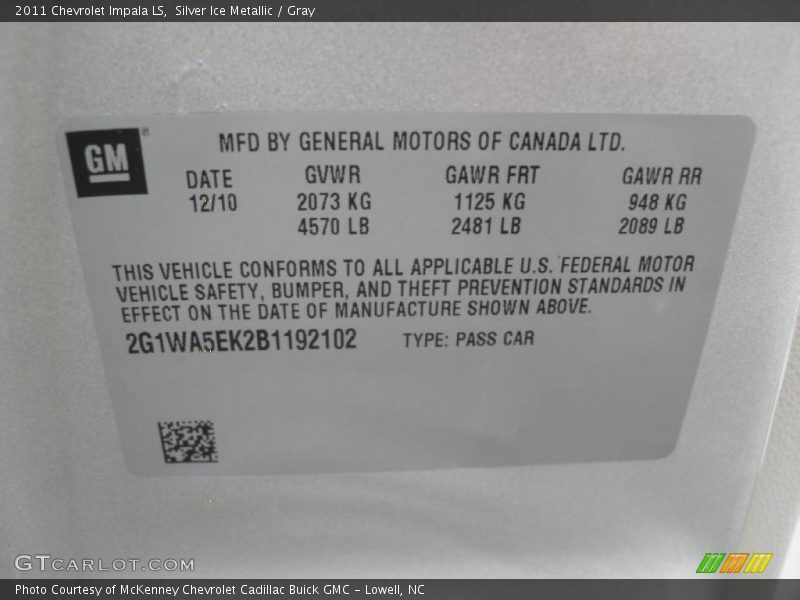 2011 Chevrolet Impala LS, Silver Ice Metallic / Gray
GM®
MFD BY GENERAL MOTORS OF CANADA LTD.
DATE GVWR GAWR FRT GAWR RR
12/10 2073 KG 1125 KG 948 KG
4570 LB 2481 LB 2089 LB
THIS VEHICLE CONFORMS TO ALL APPLICABLE U.S. FEDERAL MOTOR
VEHICLE SAFETY, BUMPER, AND THEFT PREVENTION STANDARDS IN
EFFECT ON THE DATE OF MANUFACTURE SHOWN ABOVE.
2G1WA5EK2B1192102 TYPE: PASS CAR
GTCARLOT.COM
Photo Courtesy of McKenney Chevrolet Cadillac Buick GMC - Lowell, NC